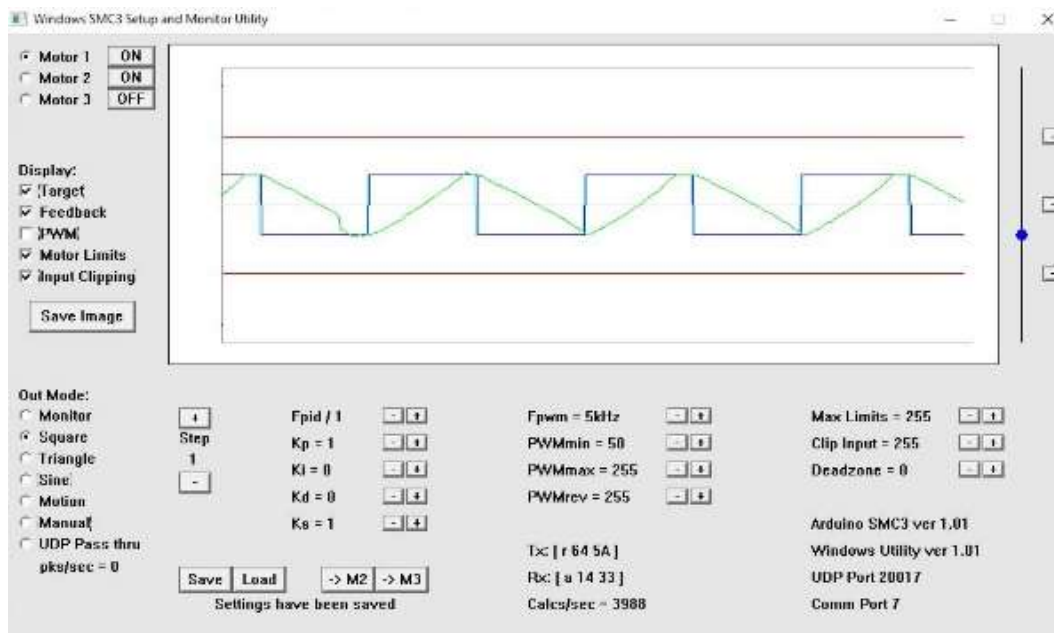 Windows SMC3 Setup and Monitor Utility
Motor 1 ON
Motor 2 ON
Motor 3 OFF
Display:
Target
Feedback
PWM
Motor Limits
Input Clipping
Save Image
Out Mode:
Monitor
Square
Triangle
Sine
Motion
Manual
UDP Pass thru
pks/sec = 0
+
Step
1
-
Fpid / 1 - +
Kp = 1 - +
Ki = 0 - +
Kd = 0 - +
Ks = 1 - +
Save Load -> M2 -> M3
Settings have been saved
Fpwm = 5kHz - +
PWMmin = 50 - +
PWMmax = 255 - +
PWMrev = 255 - +
Tx: [ r 64 5A ]
Rx: [ a 14 33 ]
Calcs/sec = 3988
Max Limits = 255 - +
Clip Input = 255 - +
Deadzone = 0 - +
Arduino SMC3 ver 1.01
Windows Utility ver 1.01
UDP Port 20017
Comm Port 7